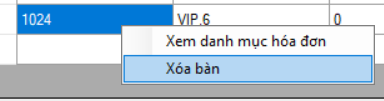 1024 VIP.6 0
Xem danh mục hóa đơn
Xóa bàn